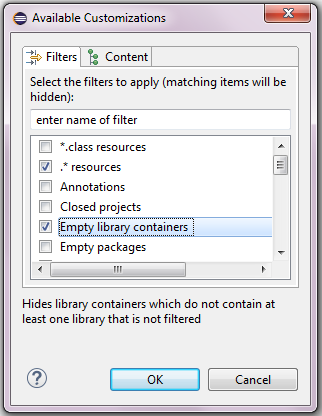 Available Customizations
Filters Content
Select the filters to apply (matching items will be
hidden):
enter name of filter
*.class resources
.* resources
Annotations
Closed projects
Empty library containers
Empty packages
Hides library containers which do not contain at
least one library that is not filtered
?
OK Cancel